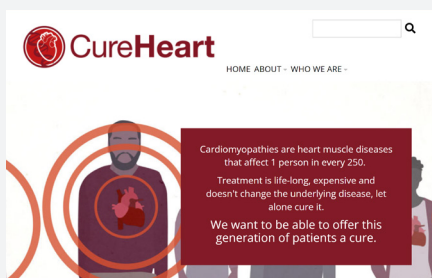 CureHeart
HOME ABOUT - WHO WE ARE -
Cardiomyopathies are heart muscle diseases
that affect 1 person in every 250.
Treatment is life-long, expensive and
doesn't change the underlying disease, let
alone cure it.
We want to be able to offer this
generation of patients a cure.